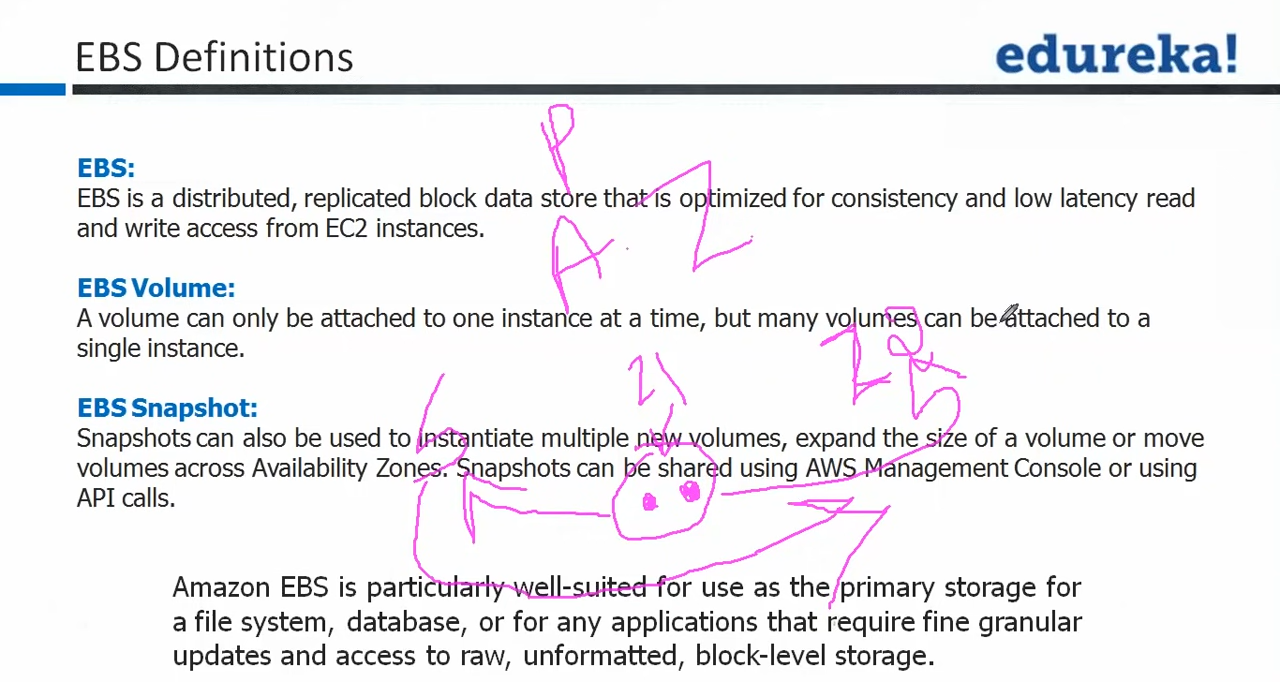 EBS Definitions
edureka!
EBS:
EBS is a distributed, replicated block data store that is optimized for consistency and low latency read
and write access from EC2 instances.
EBS Volume:
A volume can only be attached to one instance at a time, but many volumes can be attached to a
single instance.
EBS Snapshot:
Snapshots can also be used to instantiate multiple new volumes, expand the size of a volume or move
volumes across Availability Zones. Snapshots can be shared using AWS Management Console or using
API calls.
Amazon EBS is particularly well-suited for use as the primary storage for
a file system, database, or for any applications that require fine granular
updates and access to raw, unformatted, block-level storage.